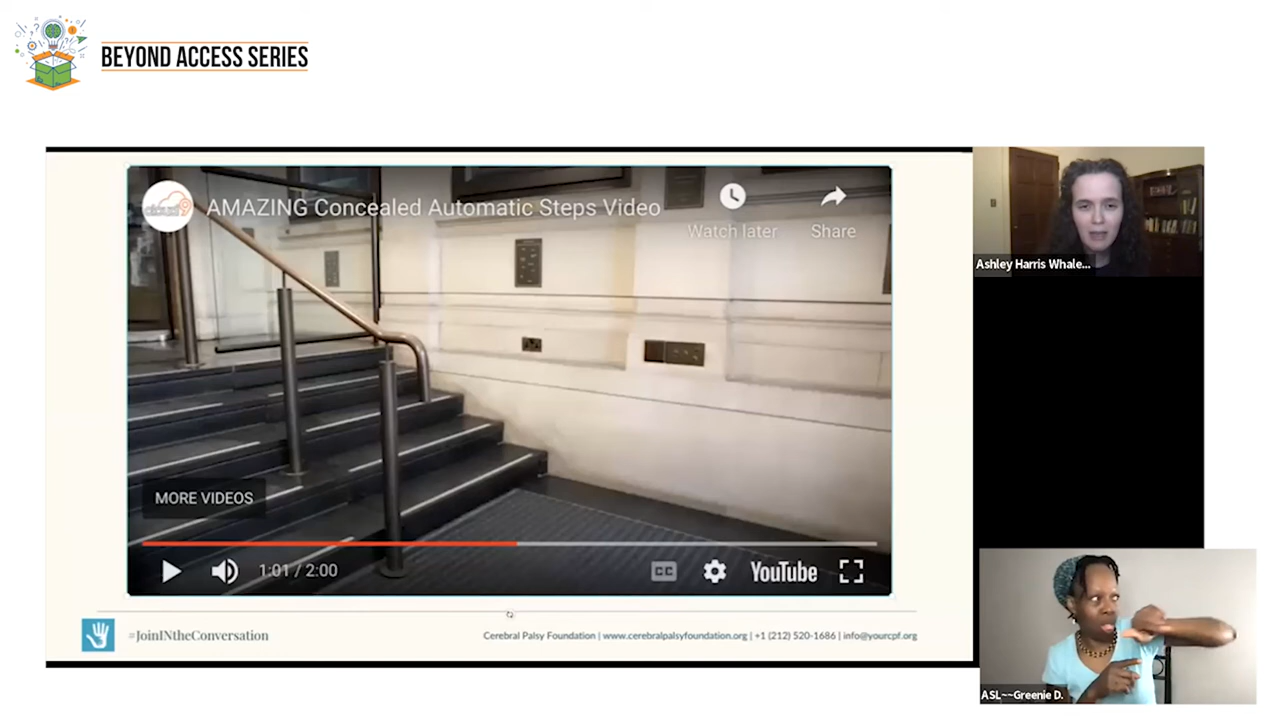 BEYOND ACCESS SERIES
AMAZING Concealed Automatic Steps Video
Watch later
Share
MORE VIDEOS
1:01 / 2:00
CC
YouTube
#JoinINtheConversation
Cerebral Palsy Foundation | www.cerebralpalsyfoundation.org | +1 (212) 520-1686 | info@yourcpf.org
Ashley Harris Whale...
ASL~~Greenie D.